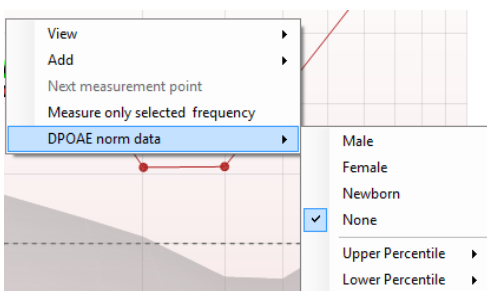 View
Add
Next measurement point
Measure only selected frequency
DPOAE norm data
Male
Female
Newborn
None
Upper Percentile
Lower Percentile